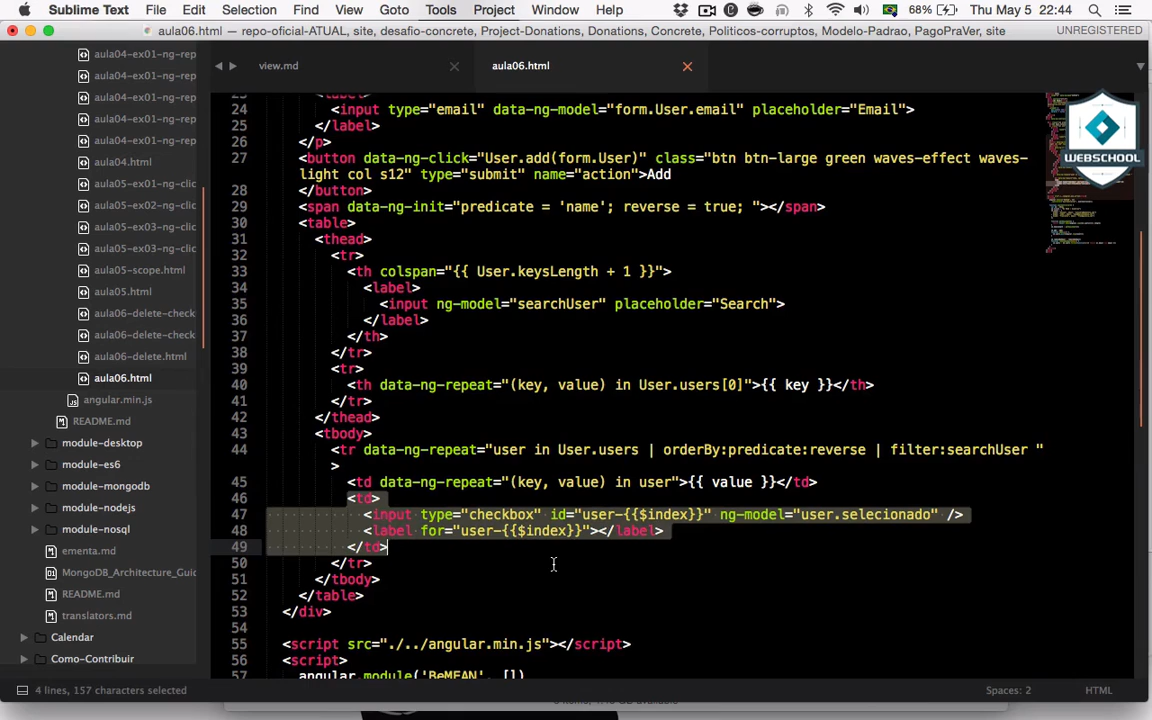 Sublime Text File Edit Selection Find View Goto Tools Project Window Help 68% Thu May 5 22:44
aula06.html — repo-oficial-ATUAL, site, desafio-concrete, Project-Donations, Donations, Concrete, Politicos-corruptos, Modelo-Padrao, PagoPraVer, site UNREGISTERED
view.md aula06.html
aula04-ex01-ng-rep
aula04-ex01-ng-rep
aula04-ex01-ng-rep
aula04-ex01-ng-rep
aula04-ex01-ng-rep
aula04.html
aula05-ex01-ng-clic
aula05-ex02-ng-clic
aula05-ex03-ng-clic
aula05-ex03-ng-clic
aula05-scope.html
aula05.html
aula06-delete-check
aula06-delete-check
aula06-delete.html
aula06.html
angular.min.js
README.md
module-desktop
module-es6
module-mongodb
module-nodejs
module-nosql
ementa.md
MongoDB_Architecture_Guid
README.md
translators.md
Calendar
Como-Contribuir
23 <label>
24 <input type="email" data-ng-model="form.User.email" placeholder="Email">
25 </label>
26 </p>
27 <button data-ng-click="User.add(form.User)" class="btn btn-large green waves-effect waves-
light col s12" type="submit" name="action">Add
28 </button>
29 <span data-ng-init="predicate = 'name'; reverse = true; "></span>
30 <table>
31 <thead>
32 <tr>
33 <th colspan="{{ User.keysLength + 1 }}">
34 <label>
35 <input ng-model="searchUser" placeholder="Search">
36 </label>
37 </th>
38 </tr>
39 <tr>
40 <th data-ng-repeat="(key, value) in User.users[0]">{{ key }}</th>
41 </tr>
42 </thead>
43 <tbody>
44 <tr data-ng-repeat="user in User.users | orderBy:predicate:reverse | filter:searchUser "
>
45 <td data-ng-repeat="(key, value) in user">{{ value }}</td>
46 <td>
47 <input type="checkbox" id="user-{{$index}}" ng-model="user.selecionado" />
48 <label for="user-{{$index}}"></label>
49 </td>
50 </tr>
51 </tbody>
52 </table>
53 </div>
54
55 <script src="./../angular.min.js"></script>
56 <script>
57 angular.module('BeMEAN', [])
WEBSCHOOL
4 lines, 157 characters selected Spaces: 2 HTML